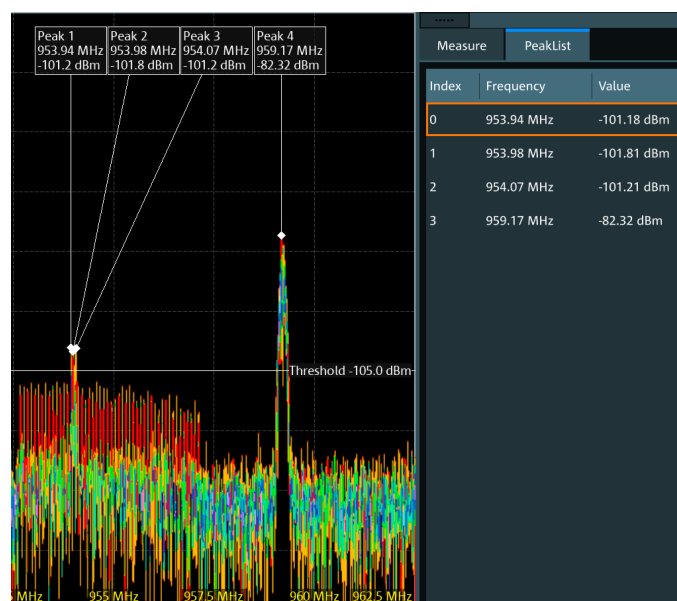 Peak 1
953.94 MHz
-101.2 dBm
Peak 2
953.98 MHz
-101.8 dBm
Peak 3
954.07 MHz
-101.2 dBm
Peak 4
959.17 MHz
-82.32 dBm
Threshold -105.0 dBm
MHz
955 MHz
957.5 MHz
960 MHz
962.5 MHz
Measure PeakList
Index Frequency Value
0 953.94 MHz -101.18 dBm
1 953.98 MHz -101.81 dBm
2 954.07 MHz -101.21 dBm
3 959.17 MHz -82.32 dBm